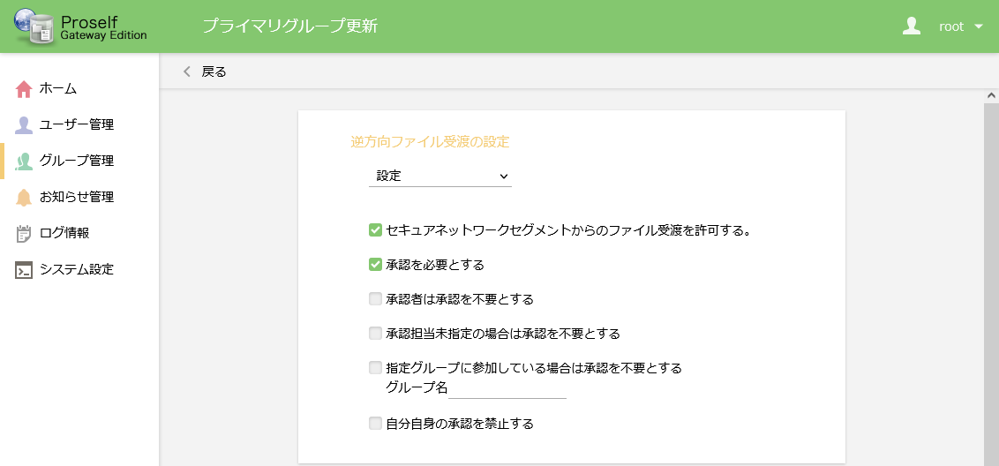 Proself
Gateway Edition
プライマリグループ更新
root
戻る
ホーム
ユーザー管理
グループ管理
お知らせ管理
ログ情報
システム設定
逆方向ファイル受渡の設定
設定
セキュアネットワークセグメントからのファイル受渡を許可する。
承認を必要とする
承認者は承認を不要とする
承認担当未指定の場合は承認を不要とする
指定グループに参加している場合は承認を不要とする
グループ名
自分自身の承認を禁止する